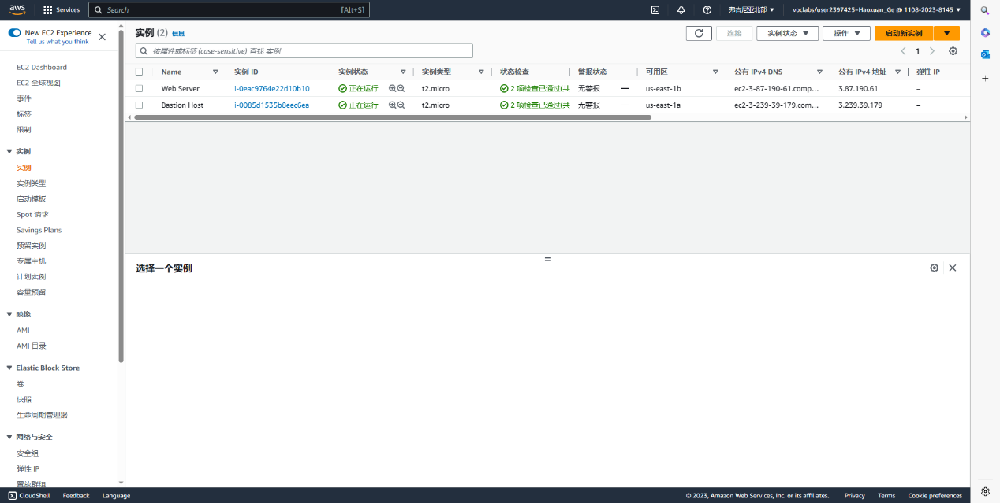 aws Services Search [Alt+S] 弗吉尼亚北部 ▼ voclabs/user2397425=Haoxuan_Ge @ 1108-2023-8145 ▼
New EC2 Experience
Tell us what you think
EC2 Dashboard
EC2 全球视图
事件
标签
限制
实例
实例
实例类型
启动模板
Spot 请求
Savings Plans
预留实例
专属主机
计划实例
容量预留
映像
AMI
AMI 目录
Elastic Block Store
卷
快照
生命周期管理器
网络与安全
安全组
弹性 IP
置放群组
实例 (2) 信息
连接 实例状态 ▼ 操作 ▼ 启动新实例 ▼
按属性或标签 (case-sensitive) 查找 实例
1
Name 实例 ID 实例状态 实例类型 状态检查 警报状态 可用区 公有 IPv4 DNS 公有 IPv4 地址 弹性 IP
Web Server i-0eac9764e22d10b10 正在运行 t2.micro 2 项检查已通过(共 无警报 + us-east-1b ec2-3-87-190-61.comp... 3.87.190.61 –
Bastion Host i-0085d1535b8eec6ea 正在运行 t2.micro 2 项检查已通过(共 无警报 + us-east-1a ec2-3-239-39-179.com... 3.239.39.179 –
选择一个实例
CloudShell Feedback Language © 2023, Amazon Web Services, Inc. or its affiliates. Privacy Terms Cookie preferences